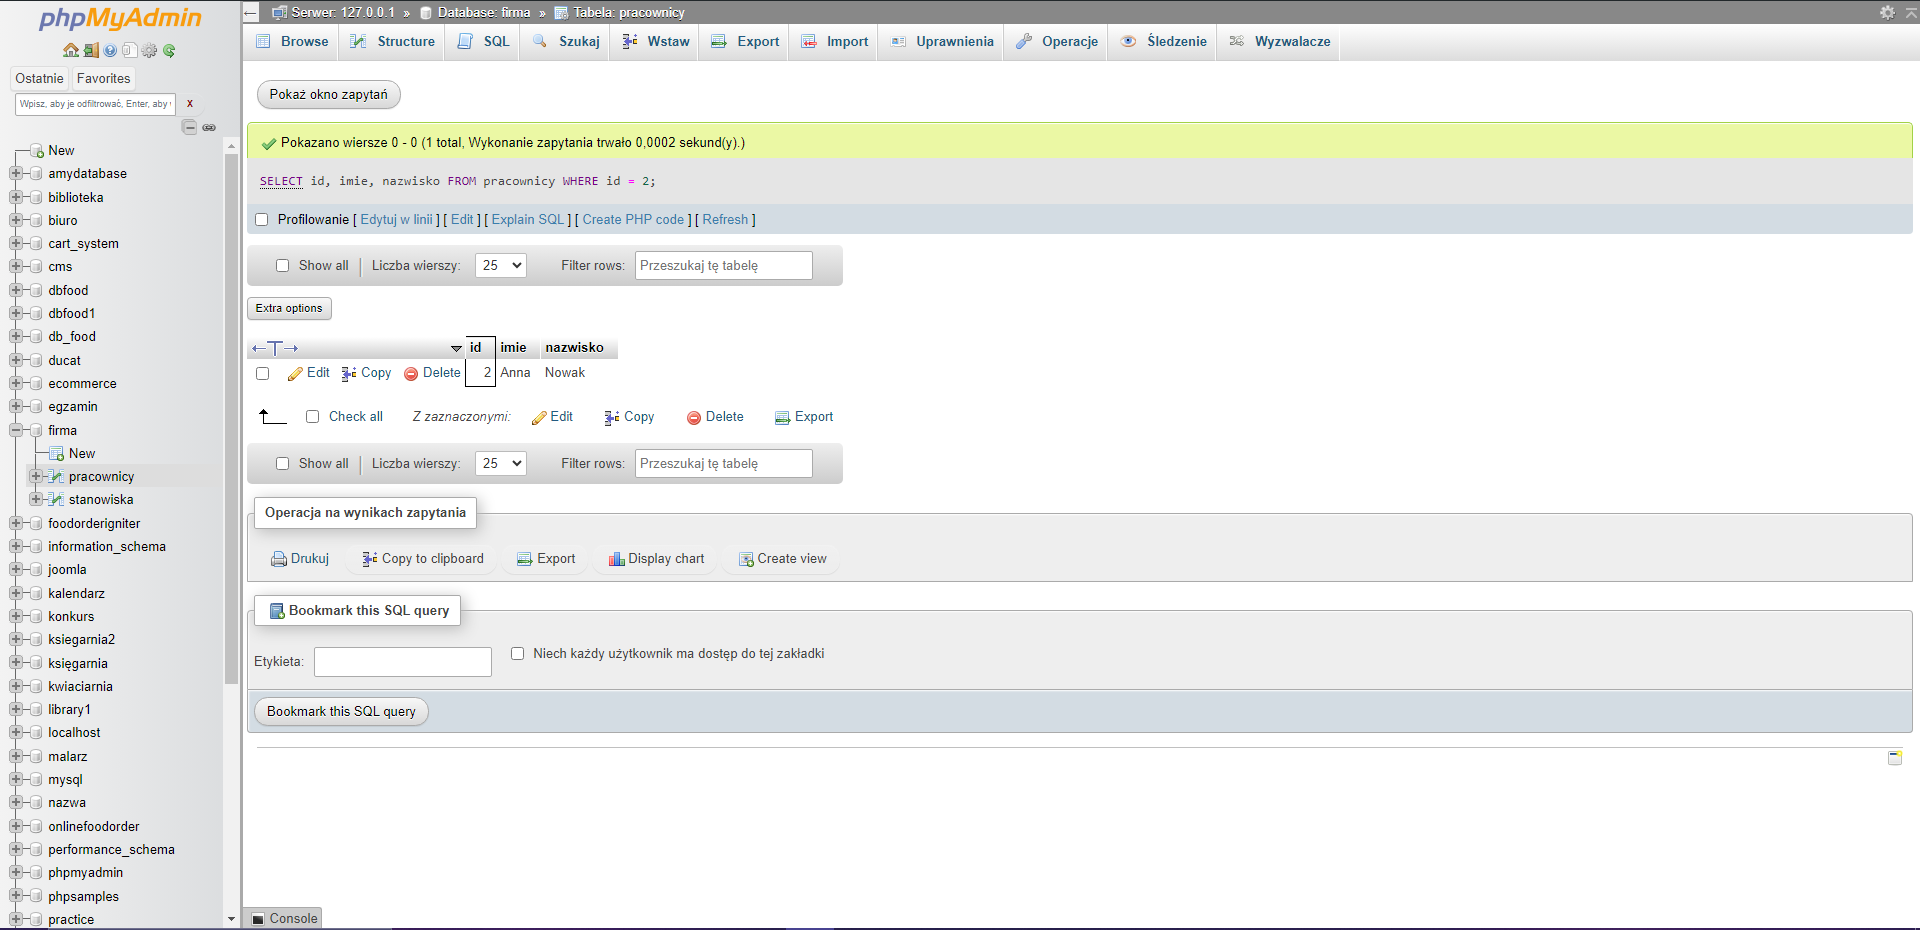 phpMyAdmin
Ostatnie Favorites
Wpisz, aby je odfiltrować, Enter, aby X
New
amydatabase
biblioteka
biuro
cart_system
cms
dbfood
dbfood1
db_food
ducat
ecommerce
egzamin
firma
New
pracownicy
stanowiska
foodorderigniter
information_schema
joomla
kalendarz
konkurs
ksiegarnia2
księgarnia
kwiaciarnia
library1
localhost
malarz
mysql
nazwa
onlinefoodorder
performance_schema
phpmyadmin
phpsamples
practice
Serwer: 127.0.0.1 » Database: firma » Tabela: pracownicy
Browse Structure SQL Szukaj Wstaw Export Import Uprawnienia Operacje Śledzenie Wyzwalacze
Pokaż okno zapytań
Pokazano wiersze 0 - 0 (1 total, Wykonanie zapytania trwało 0,0002 sekund(y).)
SELECT id, imie, nazwisko FROM pracownicy WHERE id = 2;
Profilowanie [ Edytuj w linii ] [ Edit ] [ Explain SQL ] [ Create PHP code ] [ Refresh ]
Show all Liczba wierszy: 25 Filter rows: Przeszukaj tę tabelę
Extra options
←T→ id imie nazwisko
Edit Copy Delete 2 Anna Nowak
Check all Z zaznaczonymi: Edit Copy Delete Export
Show all Liczba wierszy: 25 Filter rows: Przeszukaj tę tabelę
Operacja na wynikach zapytania
Drukuj Copy to clipboard Export Display chart Create view
Bookmark this SQL query
Etykieta: Niech każdy użytkownik ma dostęp do tej zakładki
Bookmark this SQL query
Console